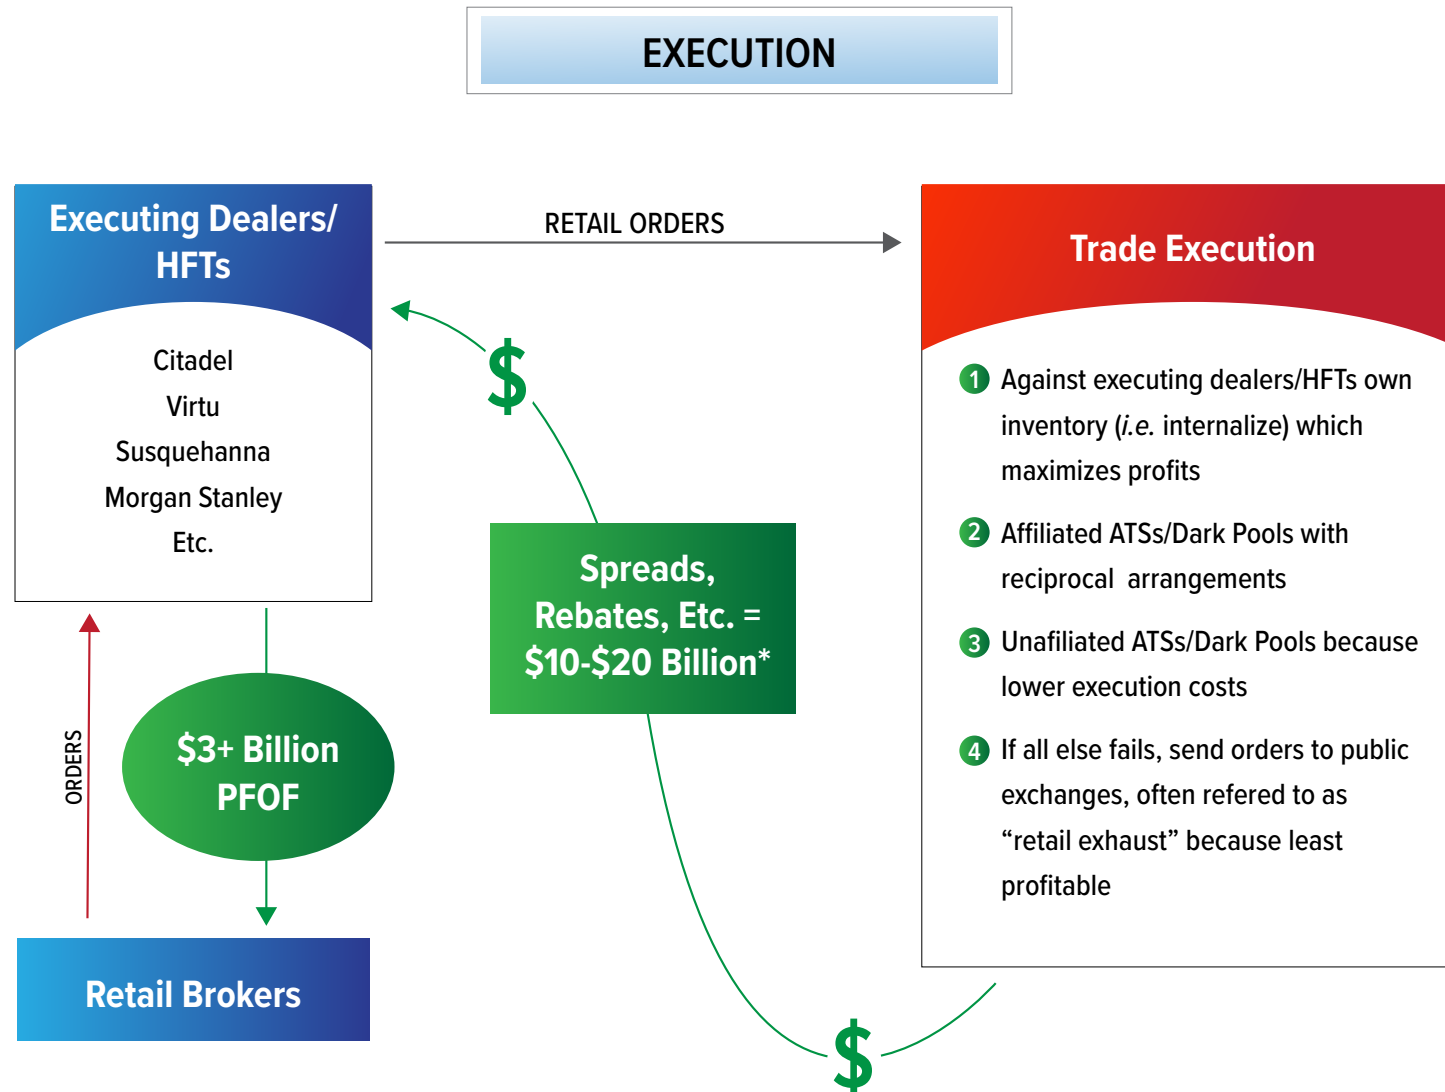 EXECUTION
Executing Dealers/
HFTs
Citadel
Virtu
Susquehanna
Morgan Stanley
Etc.
RETAIL ORDERS
$
Spreads,
Rebates, Etc. =
$10-$20 Billion*
$
ORDERS
$3+ Billion
PFOF
Retail Brokers
Trade Execution
1 Against executing dealers/HFTs own
inventory (i.e. internalize) which
maximizes profits
2 Affiliated ATSs/Dark Pools with
reciprocal arrangements
3 Unafiliated ATSs/Dark Pools because
lower execution costs
4 If all else fails, send orders to public
exchanges, often refered to as
“retail exhaust” because least
profitable